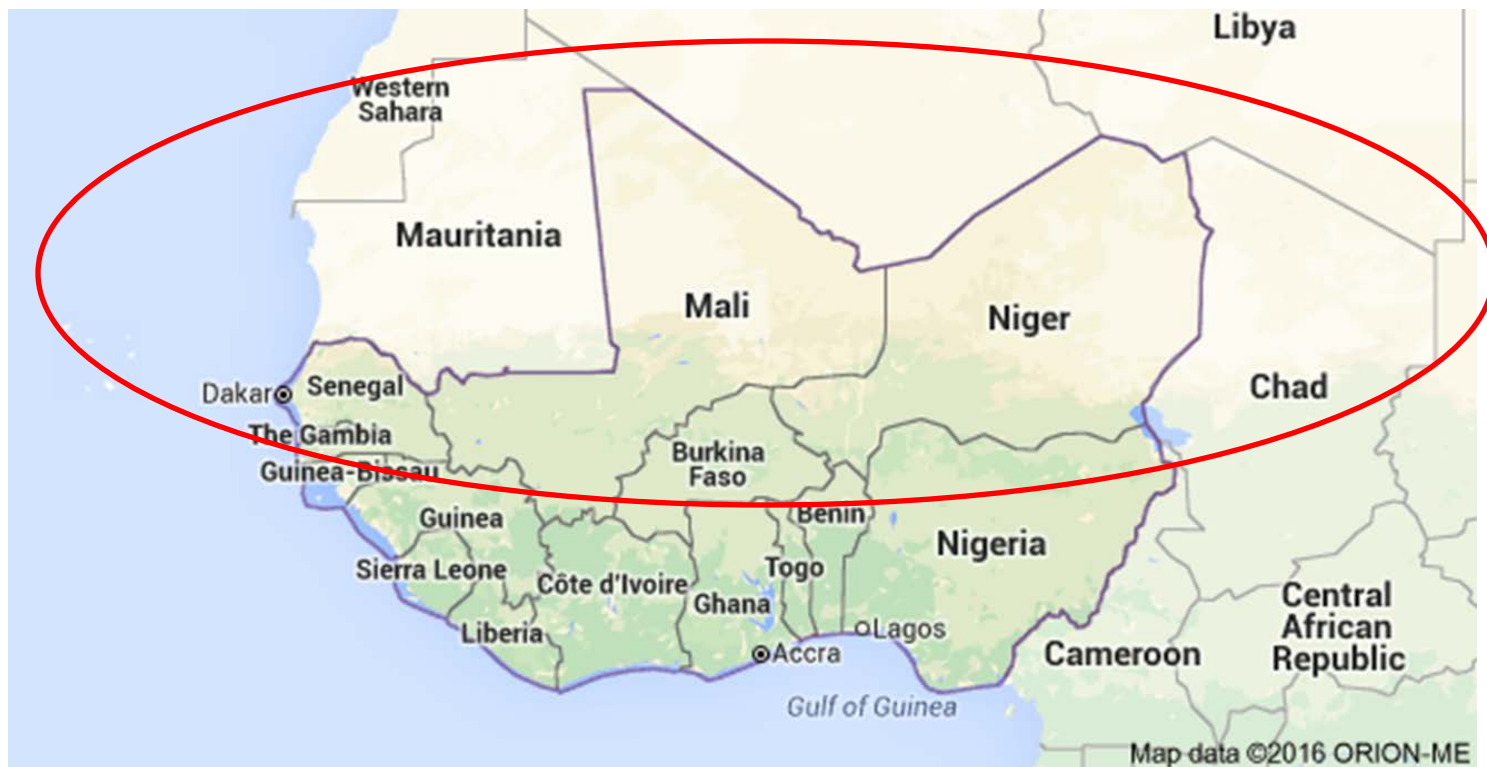 Libya
Western
Sahara
Mauritania
Mali
Niger
Chad
Dakar
Senegal
The Gambia
Guinea-Bissau
Burkina
Faso
Guinea
Benin
Nigeria
Sierra Leone
Côte d'Ivoire
Togo
Ghana
Liberia
Lagos
Accra
Cameroon
Central
African
Republic
Gulf of Guinea
Map data ©2016 ORION-ME